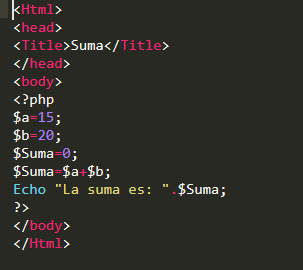 <Html>
<head>
<Title>Suma</Title>
</head>
<body>
<?php
$a=15;
$b=20;
$Suma=0;
$Suma=$a+$b;
Echo "La suma es: ".$Suma;
?>
</body>
</Html>